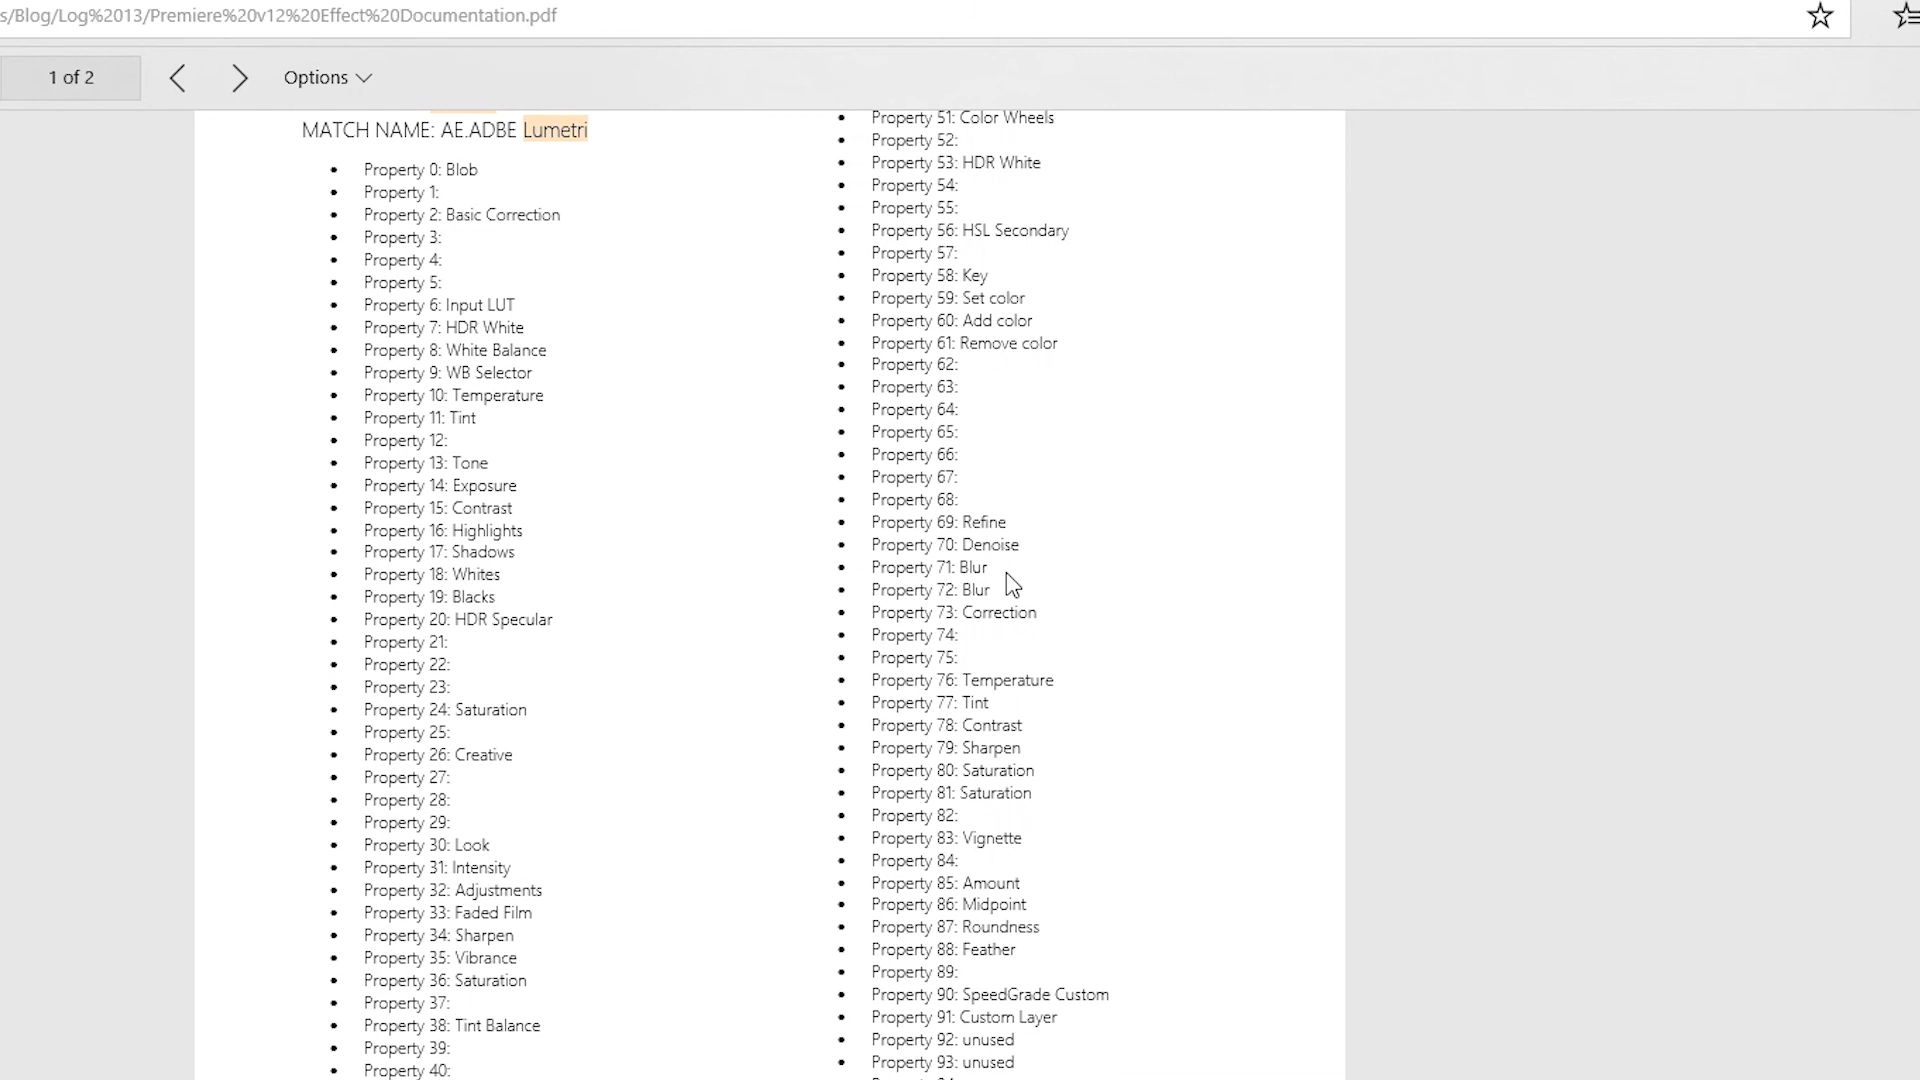 s/Blog/Log%2013/Premiere%20v12%20Effect%20Documentation.pdf
1 of 2
Options
MATCH NAME: AE.ADBE Lumetri
Property 0: Blob
Property 1:
Property 2: Basic Correction
Property 3:
Property 4:
Property 5:
Property 6: Input LUT
Property 7: HDR White
Property 8: White Balance
Property 9: WB Selector
Property 10: Temperature
Property 11: Tint
Property 12:
Property 13: Tone
Property 14: Exposure
Property 15: Contrast
Property 16: Highlights
Property 17: Shadows
Property 18: Whites
Property 19: Blacks
Property 20: HDR Specular
Property 21:
Property 22:
Property 23:
Property 24: Saturation
Property 25:
Property 26: Creative
Property 27:
Property 28:
Property 29:
Property 30: Look
Property 31: Intensity
Property 32: Adjustments
Property 33: Faded Film
Property 34: Sharpen
Property 35: Vibrance
Property 36: Saturation
Property 37:
Property 38: Tint Balance
Property 39:
Property 40:
Property 51: Color Wheels
Property 52:
Property 53: HDR White
Property 54:
Property 55:
Property 56: HSL Secondary
Property 57:
Property 58: Key
Property 59: Set color
Property 60: Add color
Property 61: Remove color
Property 62:
Property 63:
Property 64:
Property 65:
Property 66:
Property 67:
Property 68:
Property 69: Refine
Property 70: Denoise
Property 71: Blur
Property 72: Blur
Property 73: Correction
Property 74:
Property 75:
Property 76: Temperature
Property 77: Tint
Property 78: Contrast
Property 79: Sharpen
Property 80: Saturation
Property 81: Saturation
Property 82:
Property 83: Vignette
Property 84:
Property 85: Amount
Property 86: Midpoint
Property 87: Roundness
Property 88: Feather
Property 89:
Property 90: SpeedGrade Custom
Property 91: Custom Layer
Property 92: unused
Property 93: unused